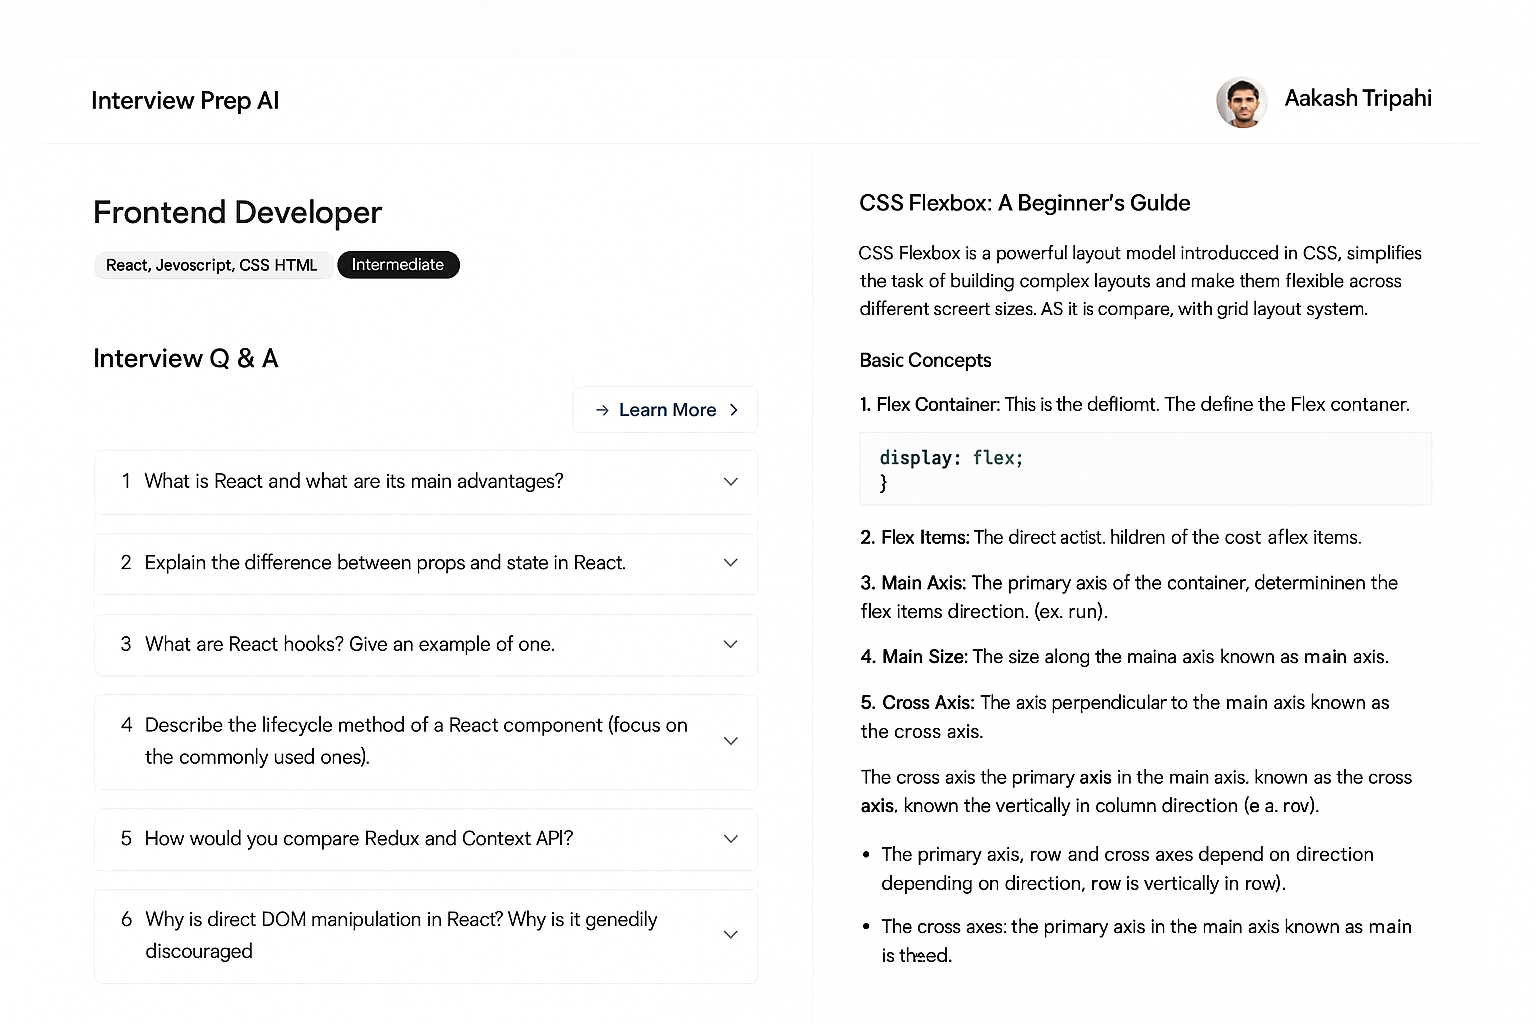 Interview Prep AI
Aakash Tripahi
Frontend Developer
React, Jevoscript, CSS HTML
Intermediate
Interview Q & A
→ Learn More >
1 What is React and what are its main advantages?
2 Explain the difference between props and state in React.
3 What are React hooks? Give an example of one.
4 Describe the lifecycle method of a React component (focus on
the commonly used ones).
5 How would you compare Redux and Context API?
6 Why is direct DOM manipulation in React? Why is it genedily
discouraged
CSS Flexbox: A Beginner's Gulde
CSS Flexbox is a powerful layout model introducced in CSS, simplifies
the task of building complex layouts and make them flexible across
different screert sizes. AS it is compare, with grid layout system.
Basic Concepts
1. Flex Container: This is the defliomt. The define the Flex contaner.
display: flex;
}
2. Flex Items: The direct actist. hildren of the cost aflex items.
3. Main Axis: The primary axis of the container, determininen the
flex items direction. (ex. run).
4. Main Size: The size along the maina axis known as main axis.
5. Cross Axis: The axis perpendicular to the main axis known as
the cross axis.
The cross axis the primary axis in the main axis. known as the cross
axis. known the vertically in column direction (e a. rov).
• The primary axis, row and cross axes depend on direction
depending on direction, row is vertically in row).
• The cross axes: the primary axis in the main axis known as main
is